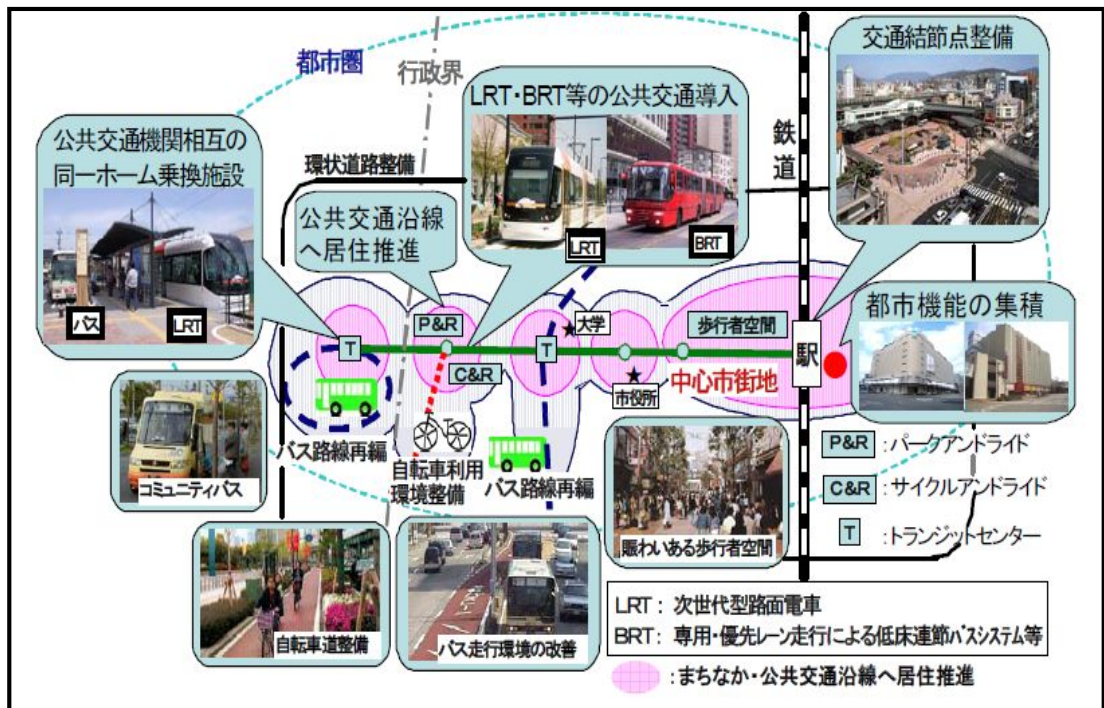 都市圏
行政界
LRT・BRT等の公共交通導入
交通結節点整備
公共交通機関相互の
同一ホーム乗換施設
環状道路整備
鉄道
公共交通沿線
へ居住推進
LRT
BRT
バス
LRT
P&R
大学
歩行者空間
都市機能の集積
T
T
駅
C&R
市役所
中心市街地
バス路線再編
自転車利用
環境整備
バス路線再編
コミュニティバス
P&R:パークアンドライド
C&R:サイクルアンドライド
T:トランジットセンター
賑わいある歩行者空間
自転車道整備
バス走行環境の改善
LRT: 次世代型路面電車
BRT: 専用・優先レーン走行による低床連節バスシステム等
:まちなか・公共交通沿線へ居住推進